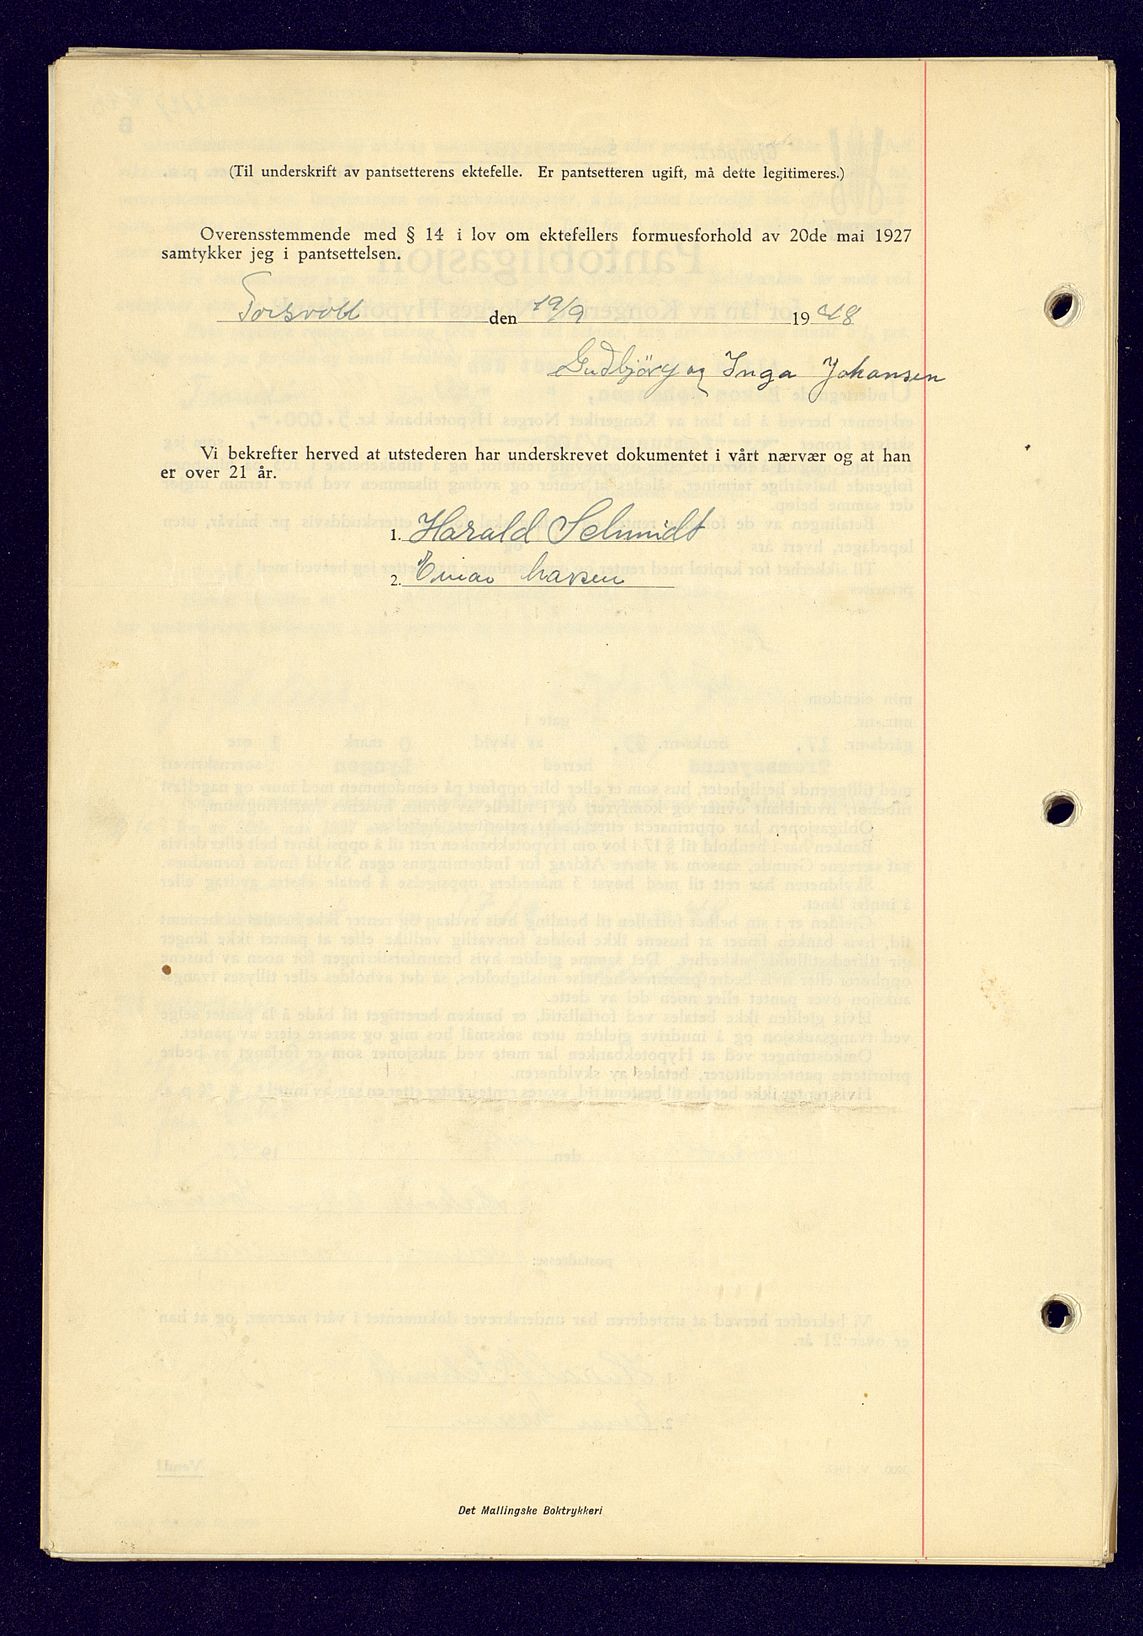 (Til underskrift av pantsetterens ektefelle. Er pantsetteren ugift, må dette legitimeres.)
Overensstemmende med § 14 i lov om ektefellers formuesforhold av 20de mai 1927
samtykker jeg i pantsettelsen.
Torsvoll den 19/9 1948
Gudbjörg og Inga Johansen
Vi bekrefter herved at utstederen har underskrevet dokumentet i vårt nærvær og at han
er over 21 år.
1. Harald Schmidt
2. Einar
Det Mallingske Boktrykkeri